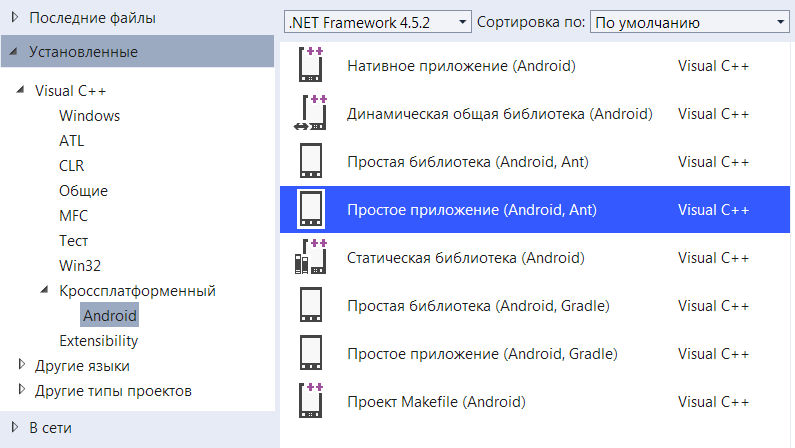 Последние файлы
Установленные
Visual C++
Windows
ATL
CLR
Общие
MFC
Тест
Win32
Кроссплатформенный
Android
Extensibility
Другие языки
Другие типы проектов
В сети
.NET Framework 4.5.2 Сортировка по: По умолчанию
Нативное приложение (Android) Visual C++
Динамическая общая библиотека (Android) Visual C++
Простая библиотека (Android, Ant) Visual C++
Простое приложение (Android, Ant) Visual C++
Статическая библиотека (Android) Visual C++
Простая библиотека (Android, Gradle) Visual C++
Простое приложение (Android, Gradle) Visual C++
Проект Makefile (Android) Visual C++